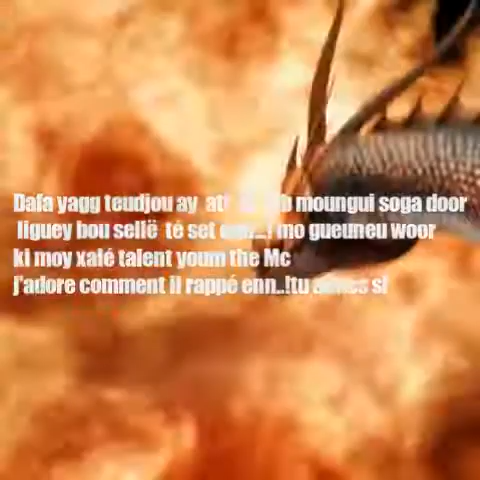 Dafa yagg teudjou ay moungui soga door
liguey bou sellë té set mo gueuneu woor
ki moy xalé talent youm the Mc
j'adore comment il rappé enn..!tu si